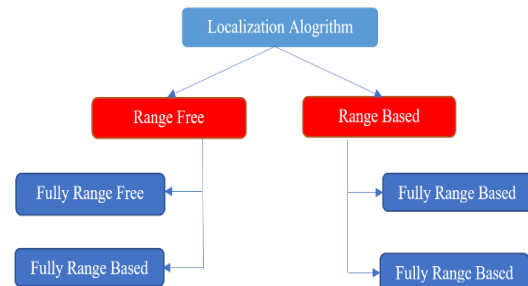 Localization Alogrithm
Range Free
Range Based
Fully Range Free
Fully Range Based
Fully Range Based
Fully Range Based